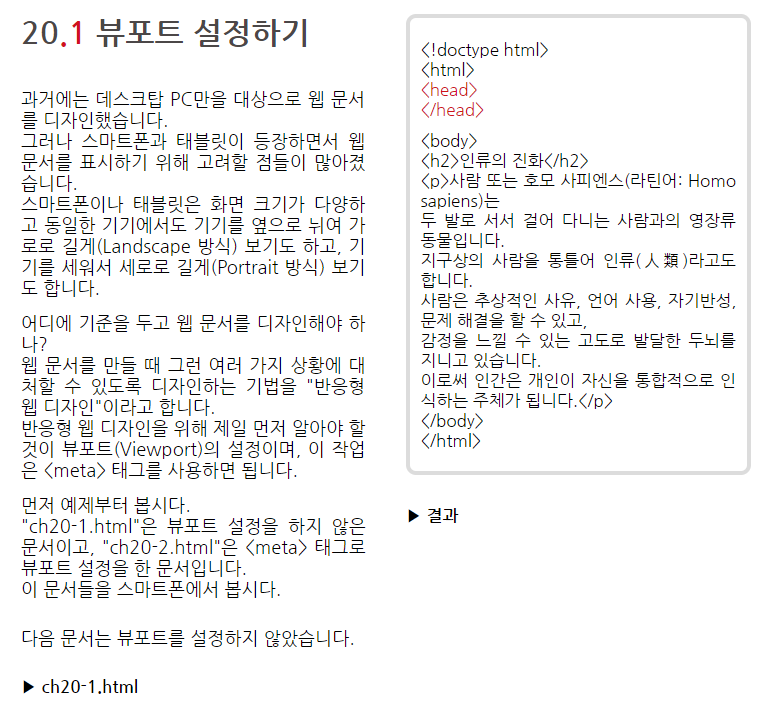 20.1 뷰포트 설정하기
과거에는 데스크탑 PC만을 대상으로 웹 문서
를 디자인했습니다.
그러나 스마트폰과 태블릿이 등장하면서 웹
문서를 표시하기 위해 고려할 점들이 많아졌
습니다.
스마트폰이나 태블릿은 화면 크기가 다양하
고 동일한 기기에서도 기기를 옆으로 뉘여 가
로로 길게(Landscape 방식) 보기도 하고, 기
기를 세워서 세로로 길게(Portrait 방식) 보기
도 합니다.
어디에 기준을 두고 웹 문서를 디자인해야 하
나?
웹 문서를 만들 때 그런 여러 가지 상황에 대
처할 수 있도록 디자인하는 기법을 "반응형
웹 디자인"이라고 합니다.
반응형 웹 디자인을 위해 제일 먼저 알아야 할
것이 뷰포트(Viewport)의 설정이며, 이 작업
은 <meta> 태그를 사용하면 됩니다.
먼저 예제부터 봅시다.
"ch20-1.html"은 뷰포트 설정을 하지 않은
문서이고, "ch20-2.html"은 <meta> 태그로
뷰포트 설정을 한 문서입니다.
이 문서들을 스마트폰에서 봅시다.
다음 문서는 뷰포트를 설정하지 않았습니다.
▶ ch20-1.html
<!doctype html>
<html>
<head>
</head>
<body>
<h2>인류의 진화</h2>
<p>사람 또는 호모 사피엔스(라틴어: Homo
sapiens)는
두 발로 서서 걸어 다니는 사람과의 영장류
동물입니다.
지구상의 사람을 통틀어 인류(人類)라고도
합니다.
사람은 추상적인 사유, 언어 사용, 자기반성,
문제 해결을 할 수 있고,
감정을 느낄 수 있는 고도로 발달한 두뇌를
지니고 있습니다.
이로써 인간은 개인이 자신을 통합적으로 인
식하는 주체가 됩니다.</p>
</body>
</html>
▶ 결과